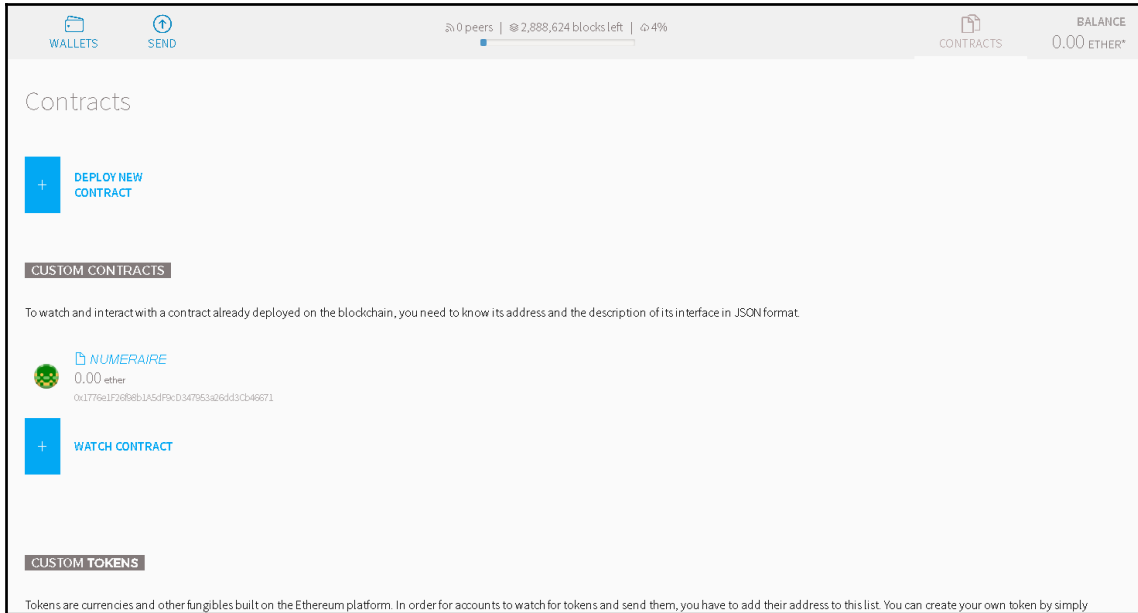 WALLETS
SEND
0 peers | 2,888,624 blocks left | 4%
CONTRACTS
BALANCE
0.00 ETHER*
Contracts
+ DEPLOY NEW
CONTRACT
CUSTOM CONTRACTS
To watch and interact with a contract already deployed on the blockchain, you need to know its address and the description of its interface in JSON format.
NUMERAIRE
0.00 ether
0x1776e1F26f98b1A5dF9cD347953a26dd3Cb46671
+ WATCH CONTRACT
CUSTOM TOKENS
Tokens are currencies and other fungibles built on the Ethereum platform. In order for accounts to watch for tokens and send them, you have to add their address to this list. You can create your own token by simply